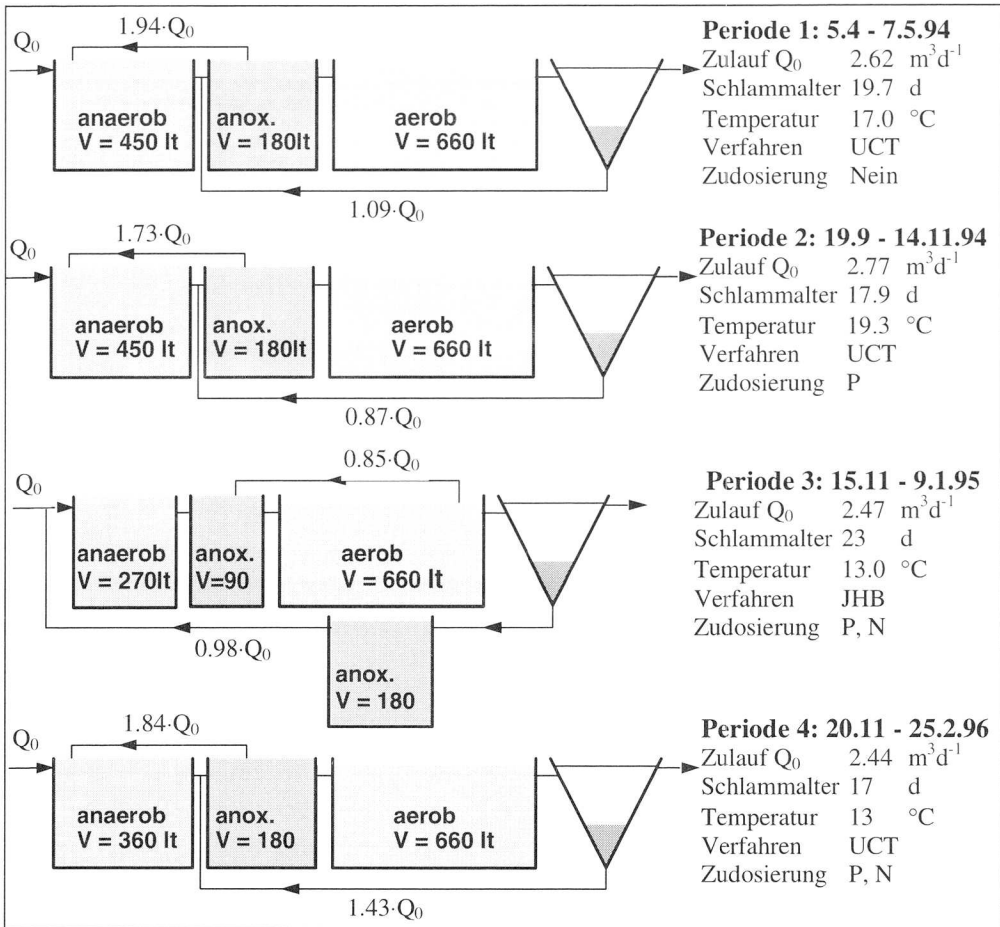 Periode 1: 5.4 - 7.5.94
1.94·Q₀
Q₀
Zulauf Q₀ 2.62 m³d⁻¹
Schlammalter 19.7 d
Temperatur 17.0 °C
Verfahren UCT
Zudosierung Nein
anaerob
V = 450 lt
anox.
V = 180lt
aerob
V = 660 lt
1.09·Q₀
Periode 2: 19.9 - 14.11.94
1.73·Q₀
Q₀
Zulauf Q₀ 2.77 m³d⁻¹
Schlammalter 17.9 d
Temperatur 19.3 °C
Verfahren UCT
Zudosierung P
anaerob
V = 450 lt
anox.
V = 180lt
aerob
V = 660 lt
0.87·Q₀
Periode 3: 15.11 - 9.1.95
0.85·Q₀
Q₀
Zulauf Q₀ 2.47 m³d⁻¹
Schlammalter 23 d
Temperatur 13.0 °C
Verfahren JHB
Zudosierung P, N
anaerob
V = 270lt
anox.
V=90
aerob
V = 660 lt
0.98·Q₀
anox.
V = 180
Periode 4: 20.11 - 25.2.96
1.84·Q₀
Q₀
Zulauf Q₀ 2.44 m³d⁻¹
Schlammalter 17 d
Temperatur 13 °C
Verfahren UCT
Zudosierung P, N
anaerob
V = 360 lt
anox.
V = 180
aerob
V = 660 lt
1.43·Q₀